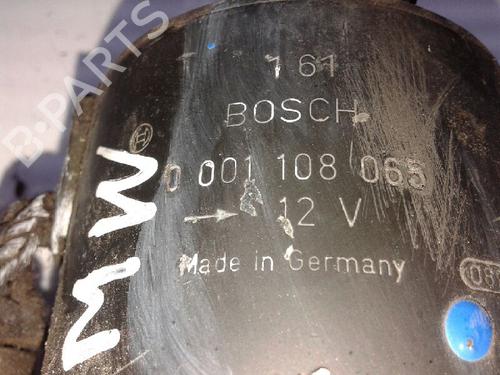 B-PARTS
1 61
BOSCH
0 001 108 065
12 V
Made in Germany
MW